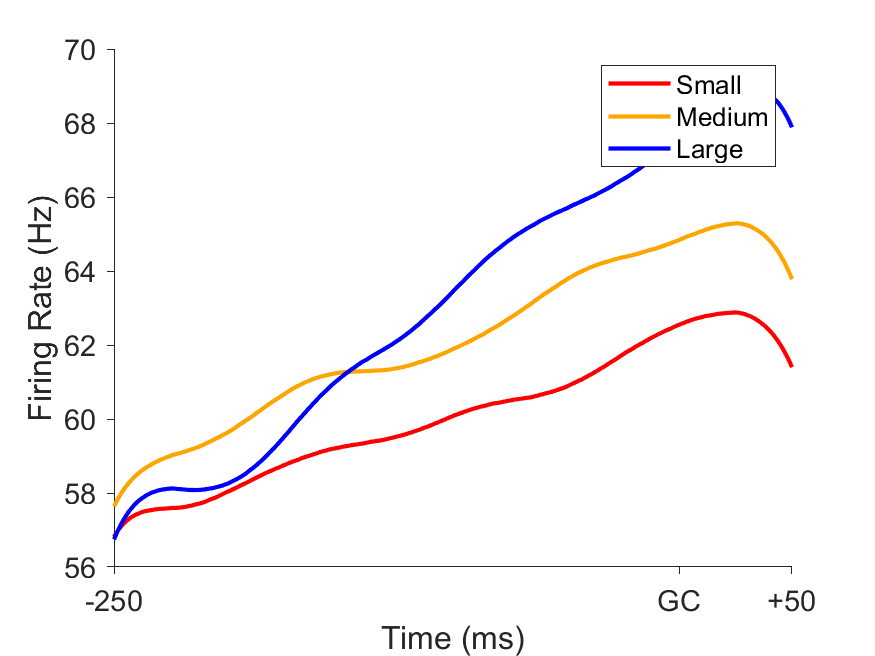 70
68
66
64
62
60
58
56
Firing Rate (Hz)
Small
Medium
Large
-250
GC
+50
Time (ms)